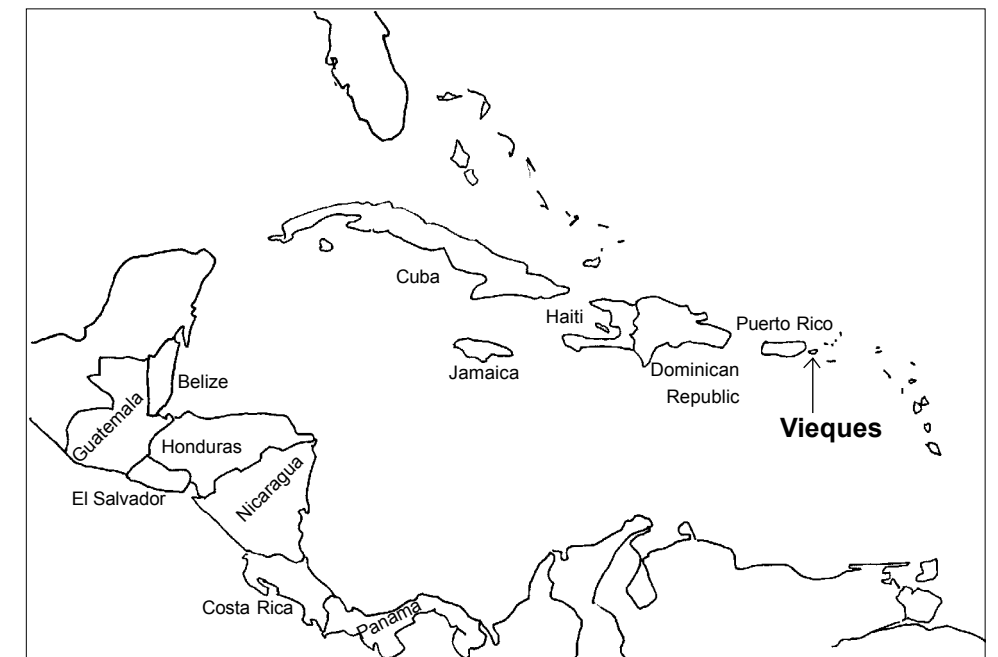 Cuba
Haiti
Puerto Rico
Jamaica
Dominican
Republic
Belize
Vieques
Guatemala
Honduras
El Salvador
Nicaragua
Costa Rica
Panama